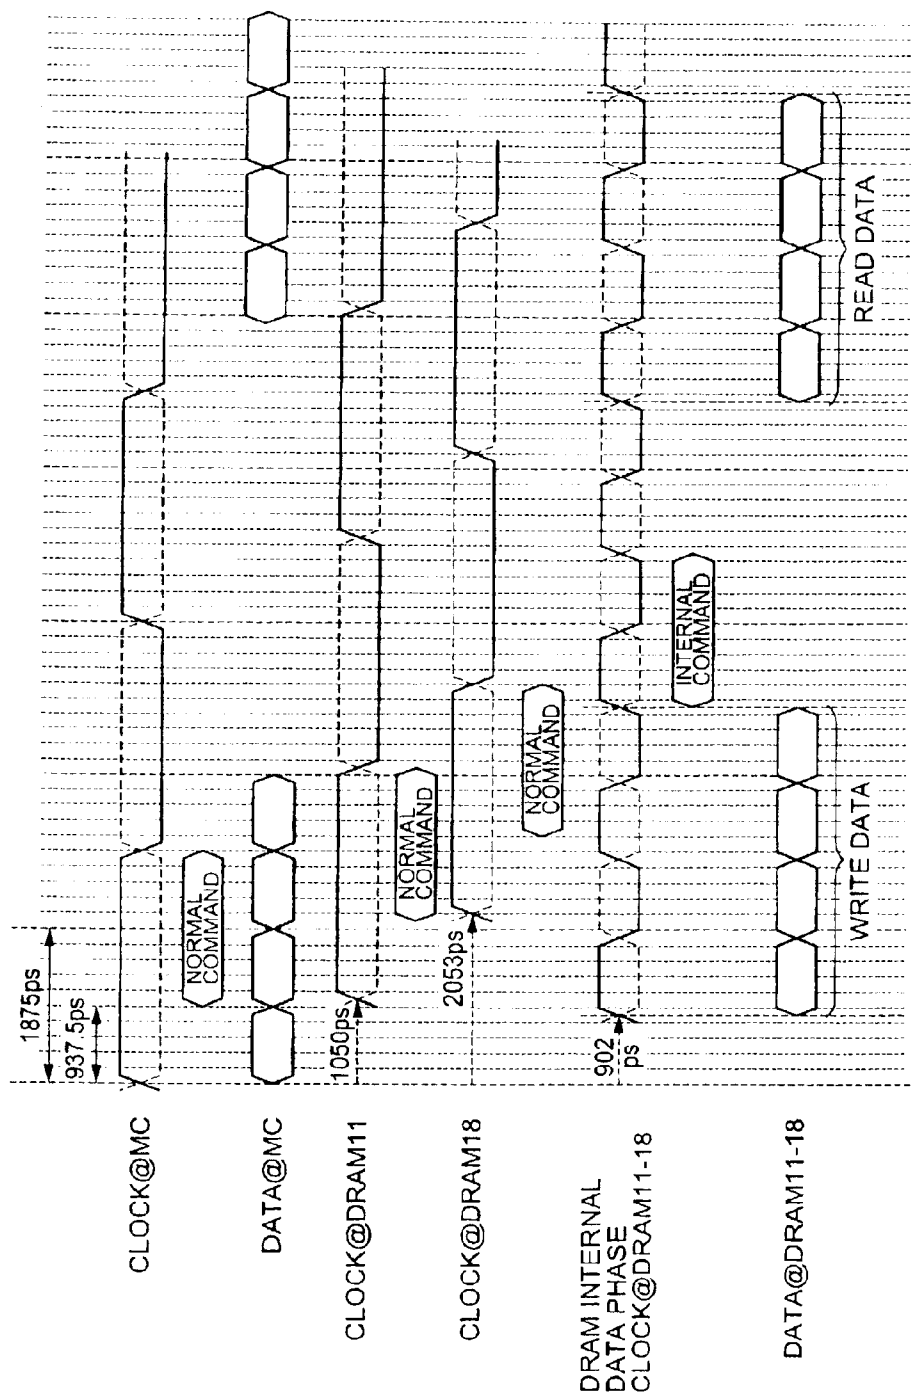 1875ps
937.5ps
CLOCK@MC
NORMAL
COMMAND
DATA@MC
1050ps
CLOCK@DRAM11
NORMAL
COMMAND
2053ps
CLOCK@DRAM18
NORMAL
COMMAND
902
ps
DRAM INTERNAL
DATA PHASE
CLOCK@DRAM11-18
INTERNAL
COMMAND
DATA@DRAM11-18
WRITE DATA
READ DATA